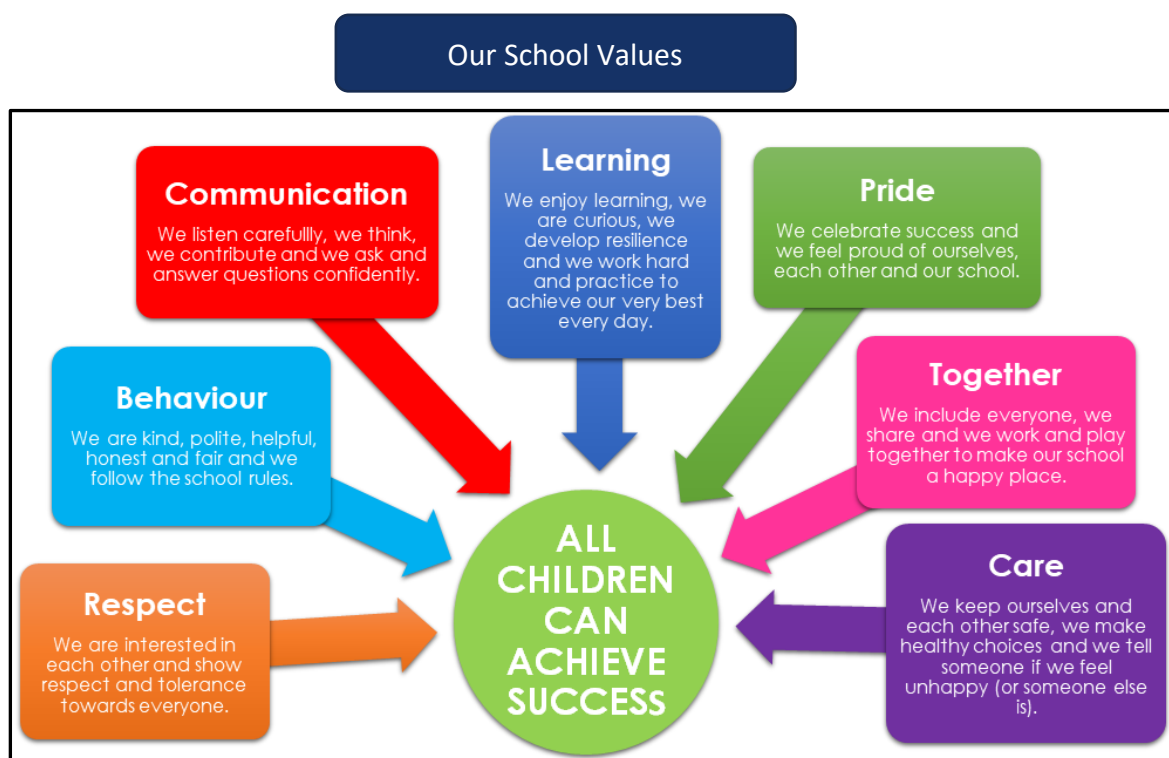 Our School Values
Communication
We listen carefullly, we think,
we contribute and we ask and
answer questions confidently.
Learning
We enjoy learning, we
are curious, we
develop resilience
and we work hard
and practice to
achieve our very best
every day.
Pride
We celebrate success and
we feel proud of ourselves,
each other and our school.
Behaviour
We are kind, polite, helpful,
honest and fair and we
follow the school rules.
Together
We include everyone, we
share and we work and play
together to make our school
a happy place.
Respect
We are interested in
each other and show
respect and tolerance
towards everyone.
ALL
CHILDREN
CAN
ACHIEVE
SUCCESS
Care
We keep ourselves and
each other safe, we make
healthy choices and we tell
someone if we feel
unhappy (or someone else
is).